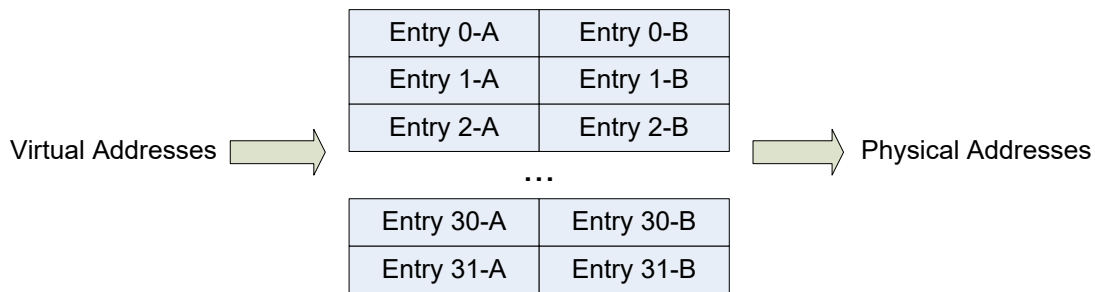 Entry 0-A Entry 0-B
Entry 1-A Entry 1-B
Entry 2-A Entry 2-B
Virtual Addresses Physical Addresses
...
Entry 30-A Entry 30-B
Entry 31-A Entry 31-B